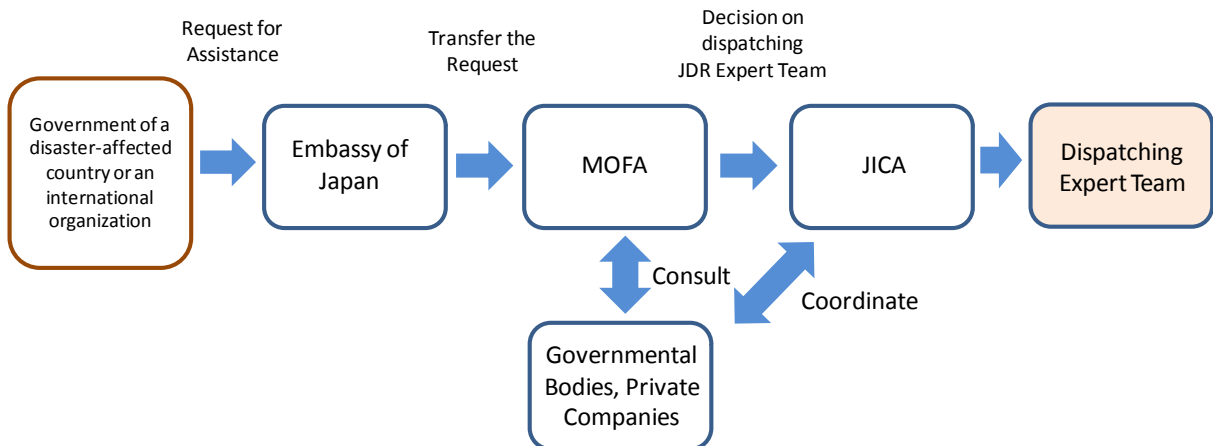 Request for
Assistance
Transfer the
Request
Decision on
dispatching
JDR Expert Team
Government of a
disaster-affected
country or an
international
organization
Embassy of
Japan
MOFA
JICA
Dispatching
Expert Team
Consult
Coordinate
Governmental
Bodies, Private
Companies